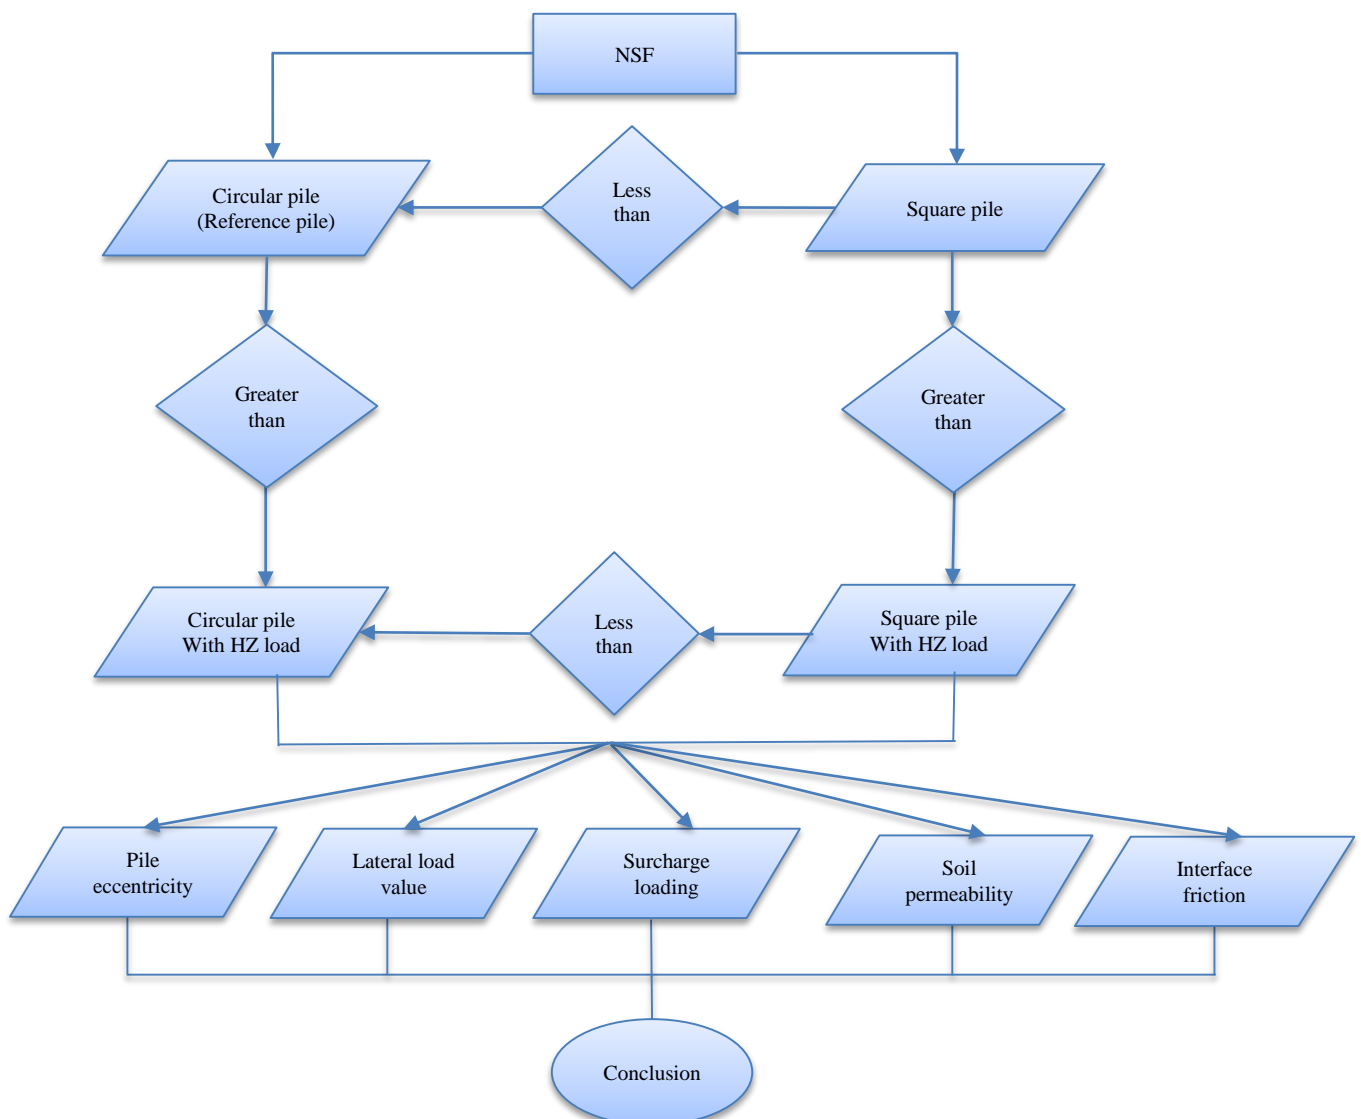 NSF
Circular pile
(Reference pile)
Less
than
Square pile
Greater
than
Greater
than
Circular pile
With HZ load
Less
than
Square pile
With HZ load
Pile
eccentricity
Lateral load
value
Surcharge
loading
Soil
permeability
Interface
friction
Conclusion